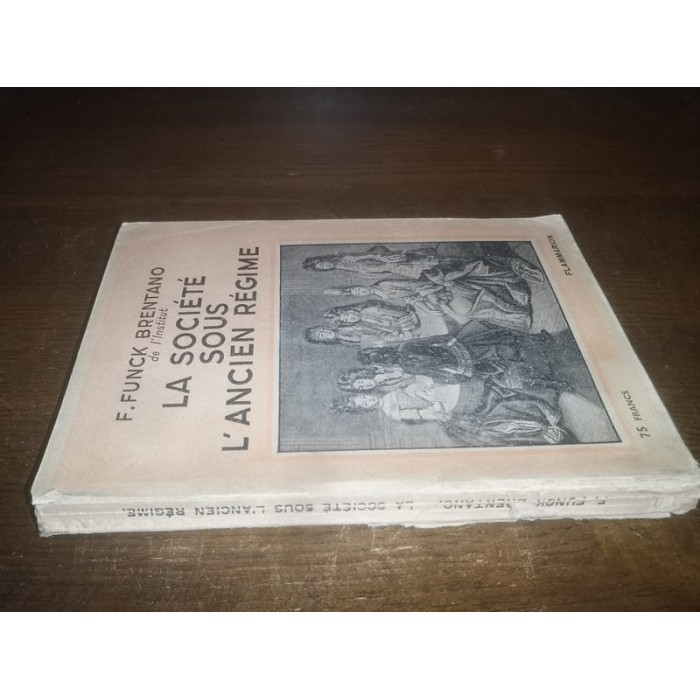 F. FUNCK BRENTANO
de l'Institut
LA SOCIÉTÉ
SOUS
L'ANCIEN RÉGIME
FLAMMARION
75 FRANCS
F. FUNCK BRENTANO. LA SOCIÉTÉ SOUS L'ANCIEN RÉGIME.